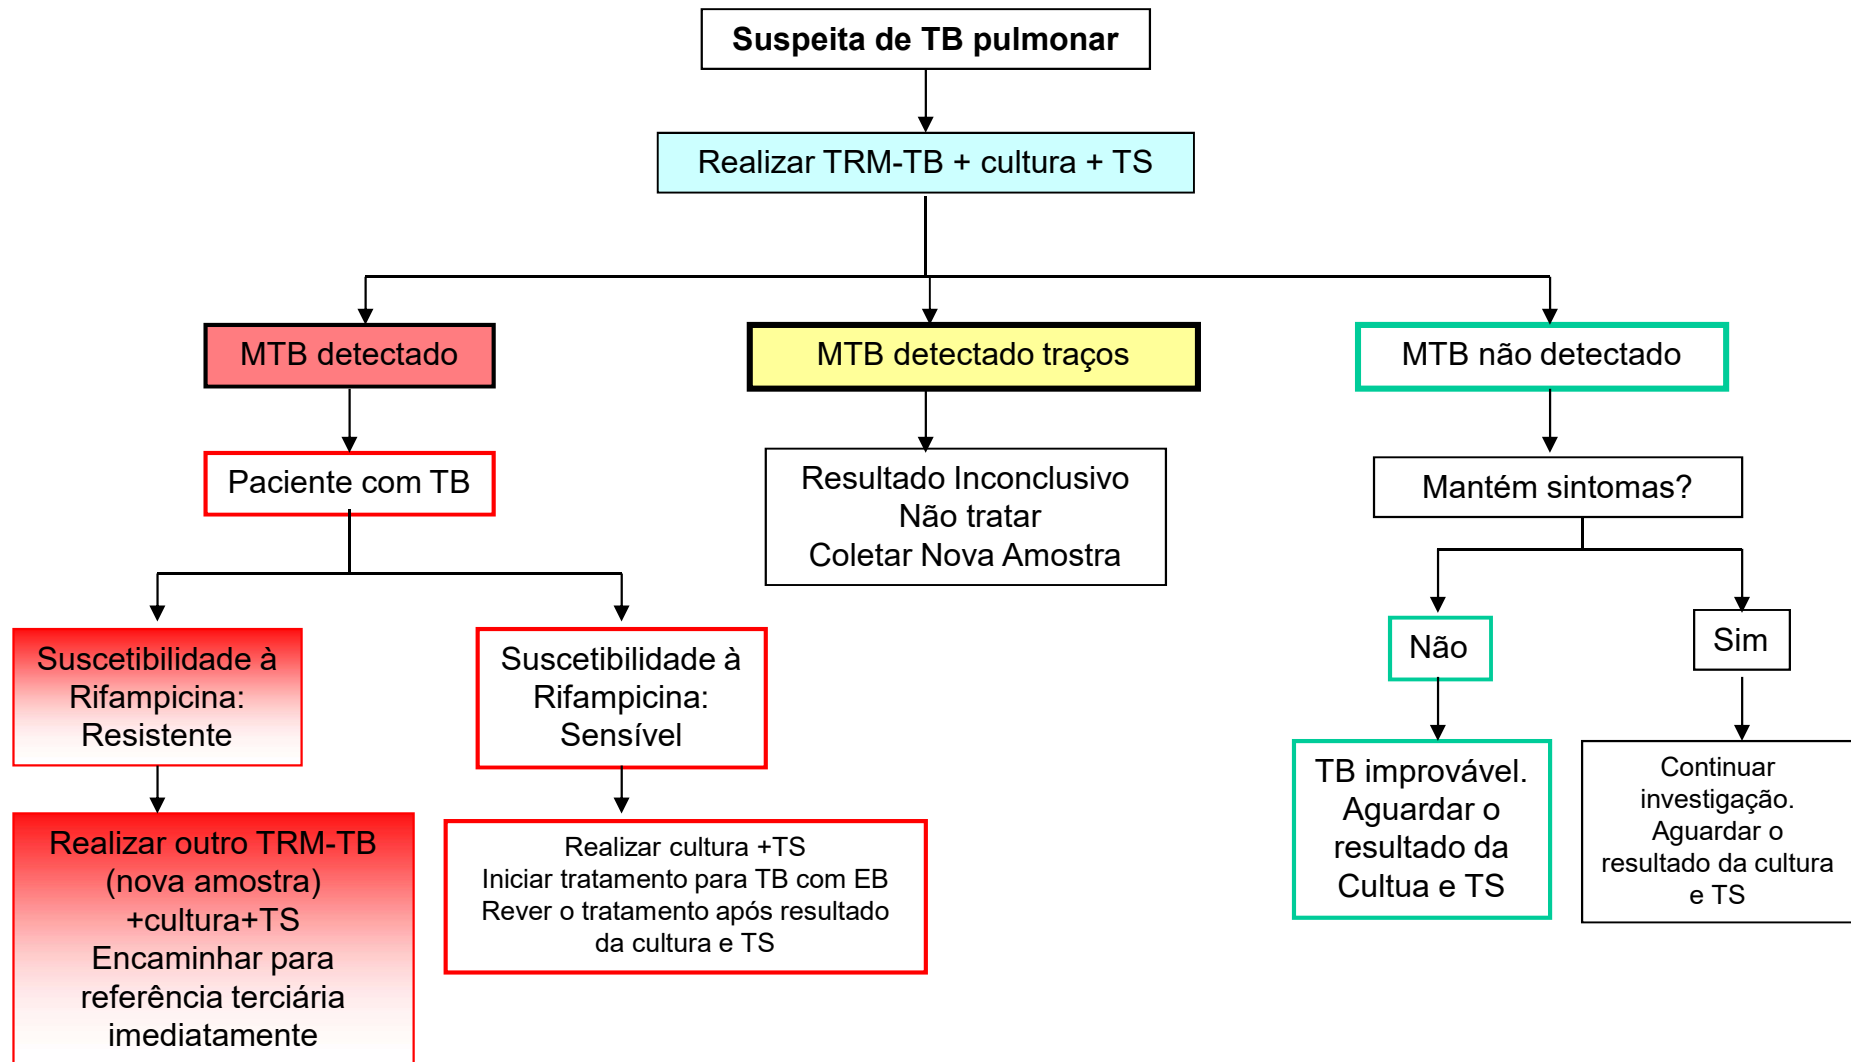 Suspeita de TB pulmonar
Realizar TRM-TB + cultura + TS
MTB detectado
MTB detectado traços
MTB não detectado
Paciente com TB
Resultado Inconclusivo
Não tratar
Coletar Nova Amostra
Mantém sintomas?
Suscetibilidade à
Rifampicina:
Resistente
Suscetibilidade à
Rifampicina:
Sensível
Não
Sim
Realizar outro TRM-TB
(nova amostra)
+cultura+TS
Encaminhar para
referência terciária
imediatamente
Realizar cultura +TS
Iniciar tratamento para TB com EB
Rever o tratamento após resultado
da cultura e TS
TB improvável.
Aguardar o
resultado da
Cultua e TS
Continuar
investigação.
Aguardar o
resultado da cultura
e TS